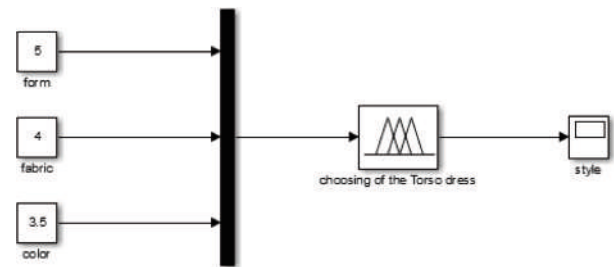 5
form
4
fabric
3.5
color
choosing of the Torso dress
style